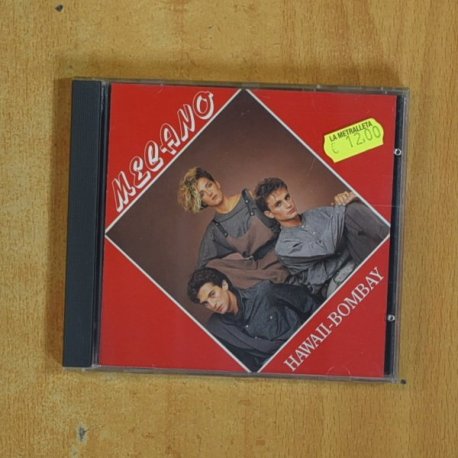 MECANO
LA METRALLETA
€ 12.00
HAWAII-BOMBAY